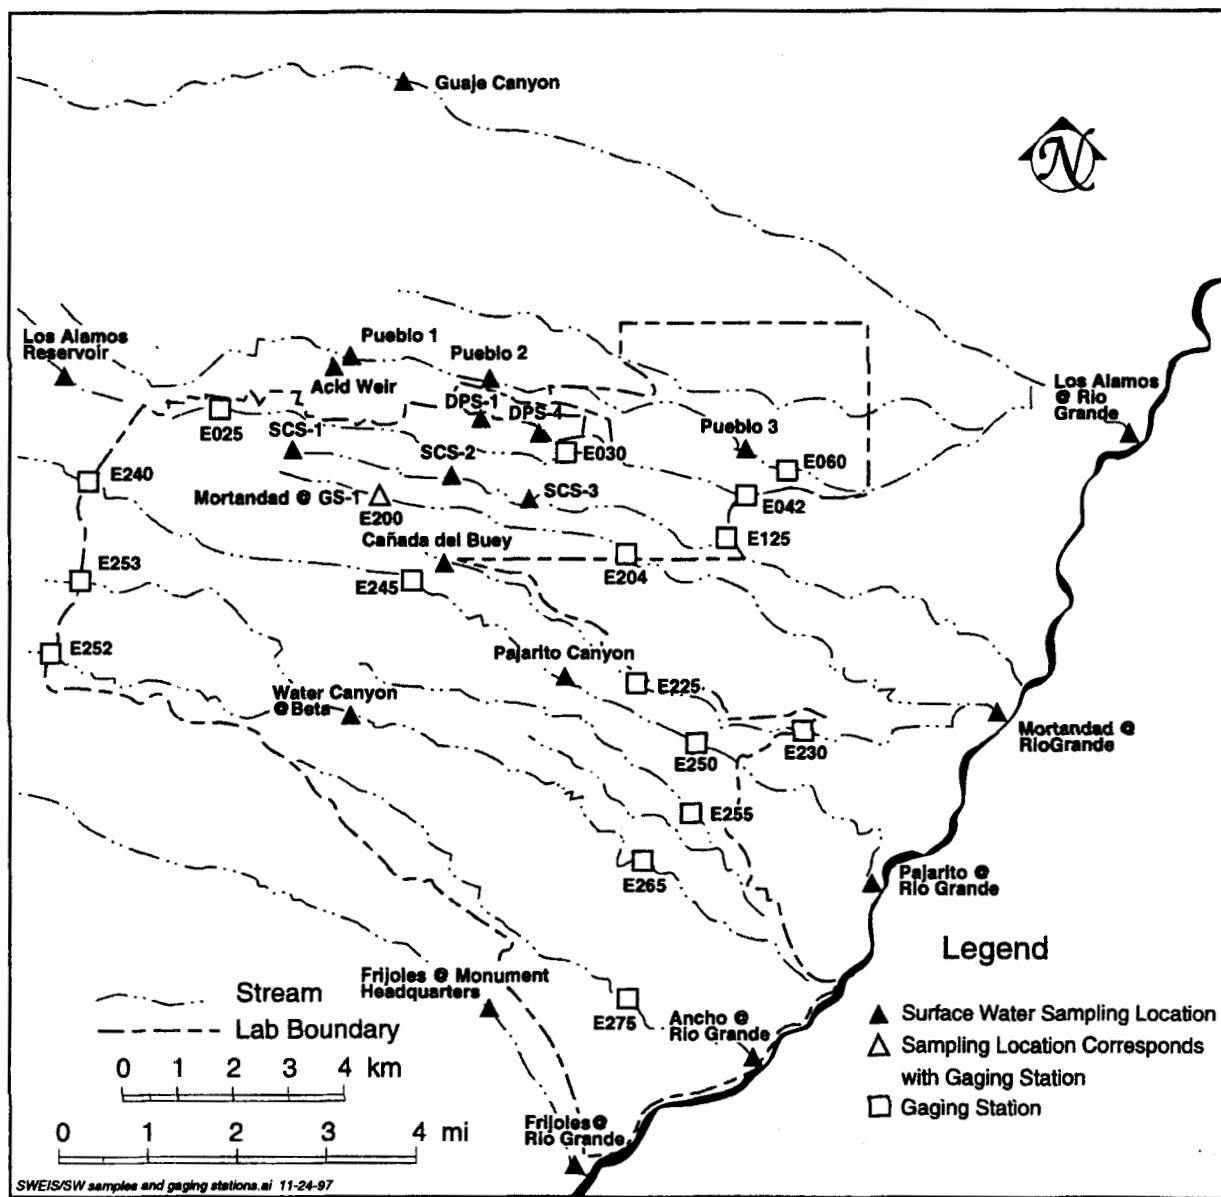 Guaje Canyon
N
Los Alamos
Reservoir
Pueblo 1
Acid Weir
Pueblo 2
DPS-1
DPS-4
Los Alamos
@ Rio
Grande
E025
SCS-1
Pueblo 3
E030
E060
E240
SCS-2
Mortandad @ GS-1
E200
SCS-3
E042
Cañada del Buey
E125
E204
E253
E245
E252
Pajarito Canyon
E225
Water Canyon
@Beta
Mortandad @
RioGrande
E250
E230
E255
E265
Pajarito @
Rio Grande
Legend
Frijoles @ Monument
Headquarters
Stream
Lab Boundary
E275
Ancho @
Rio Grande
Surface Water Sampling Location
Sampling Location Corresponds
with Gaging Station
Gaging Station
0 1 2 3 4 km
0 1 2 3 4 mi
Frijoles@
Rio Grande
SWEIS/SW samples and gaging stations.ai 11-24-97